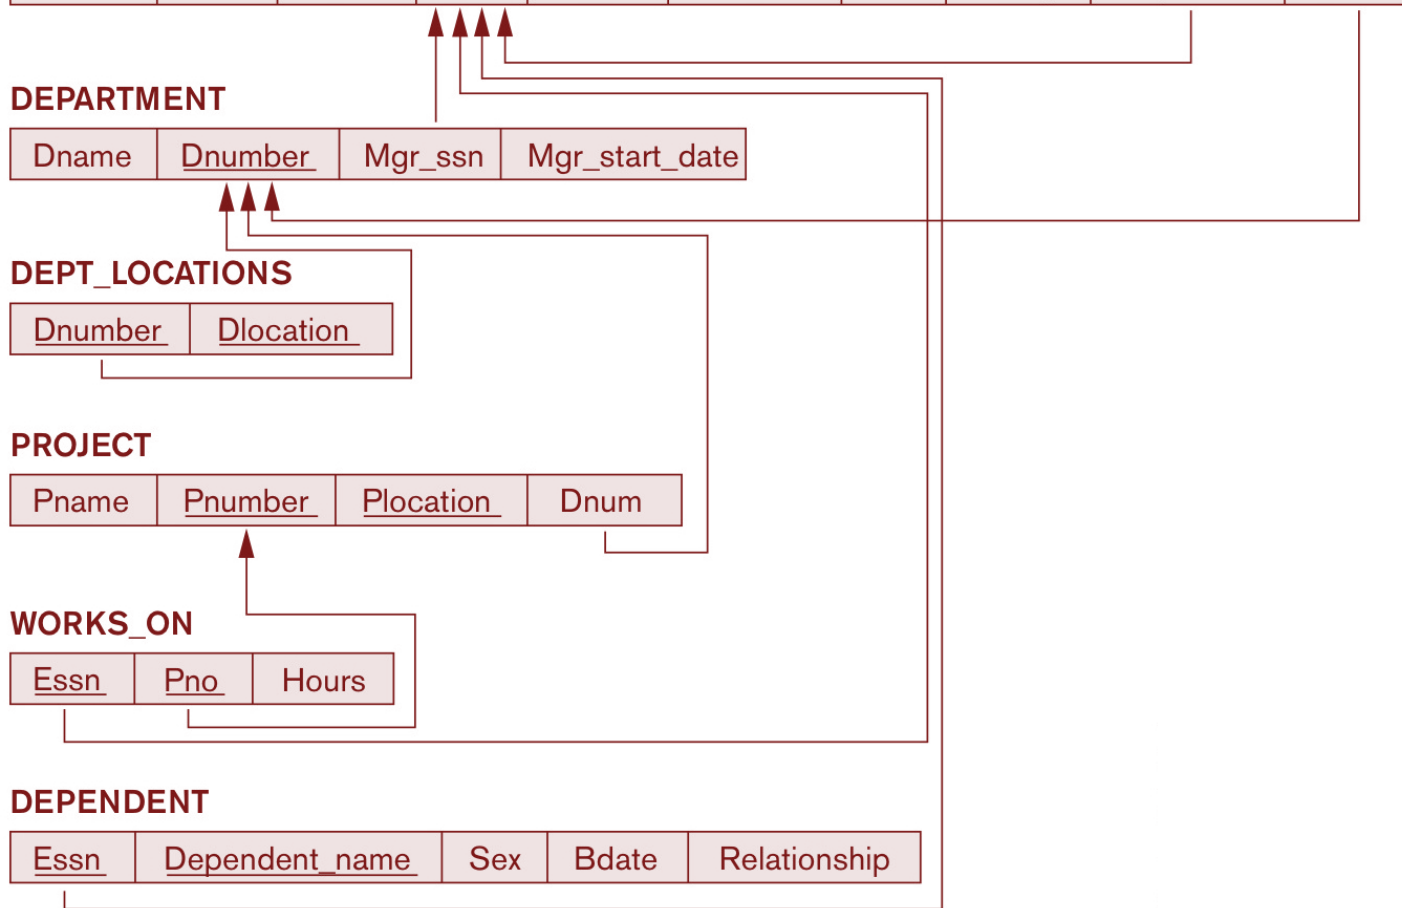 DEPARTMENT
Dname Dnumber Mgr_ssn Mgr_start_date
DEPT_LOCATIONS
Dnumber Dlocation
PROJECT
Pname Pnumber Plocation Dnum
WORKS_ON
Essn Pno Hours
DEPENDENT
Essn Dependent_name Sex Bdate Relationship